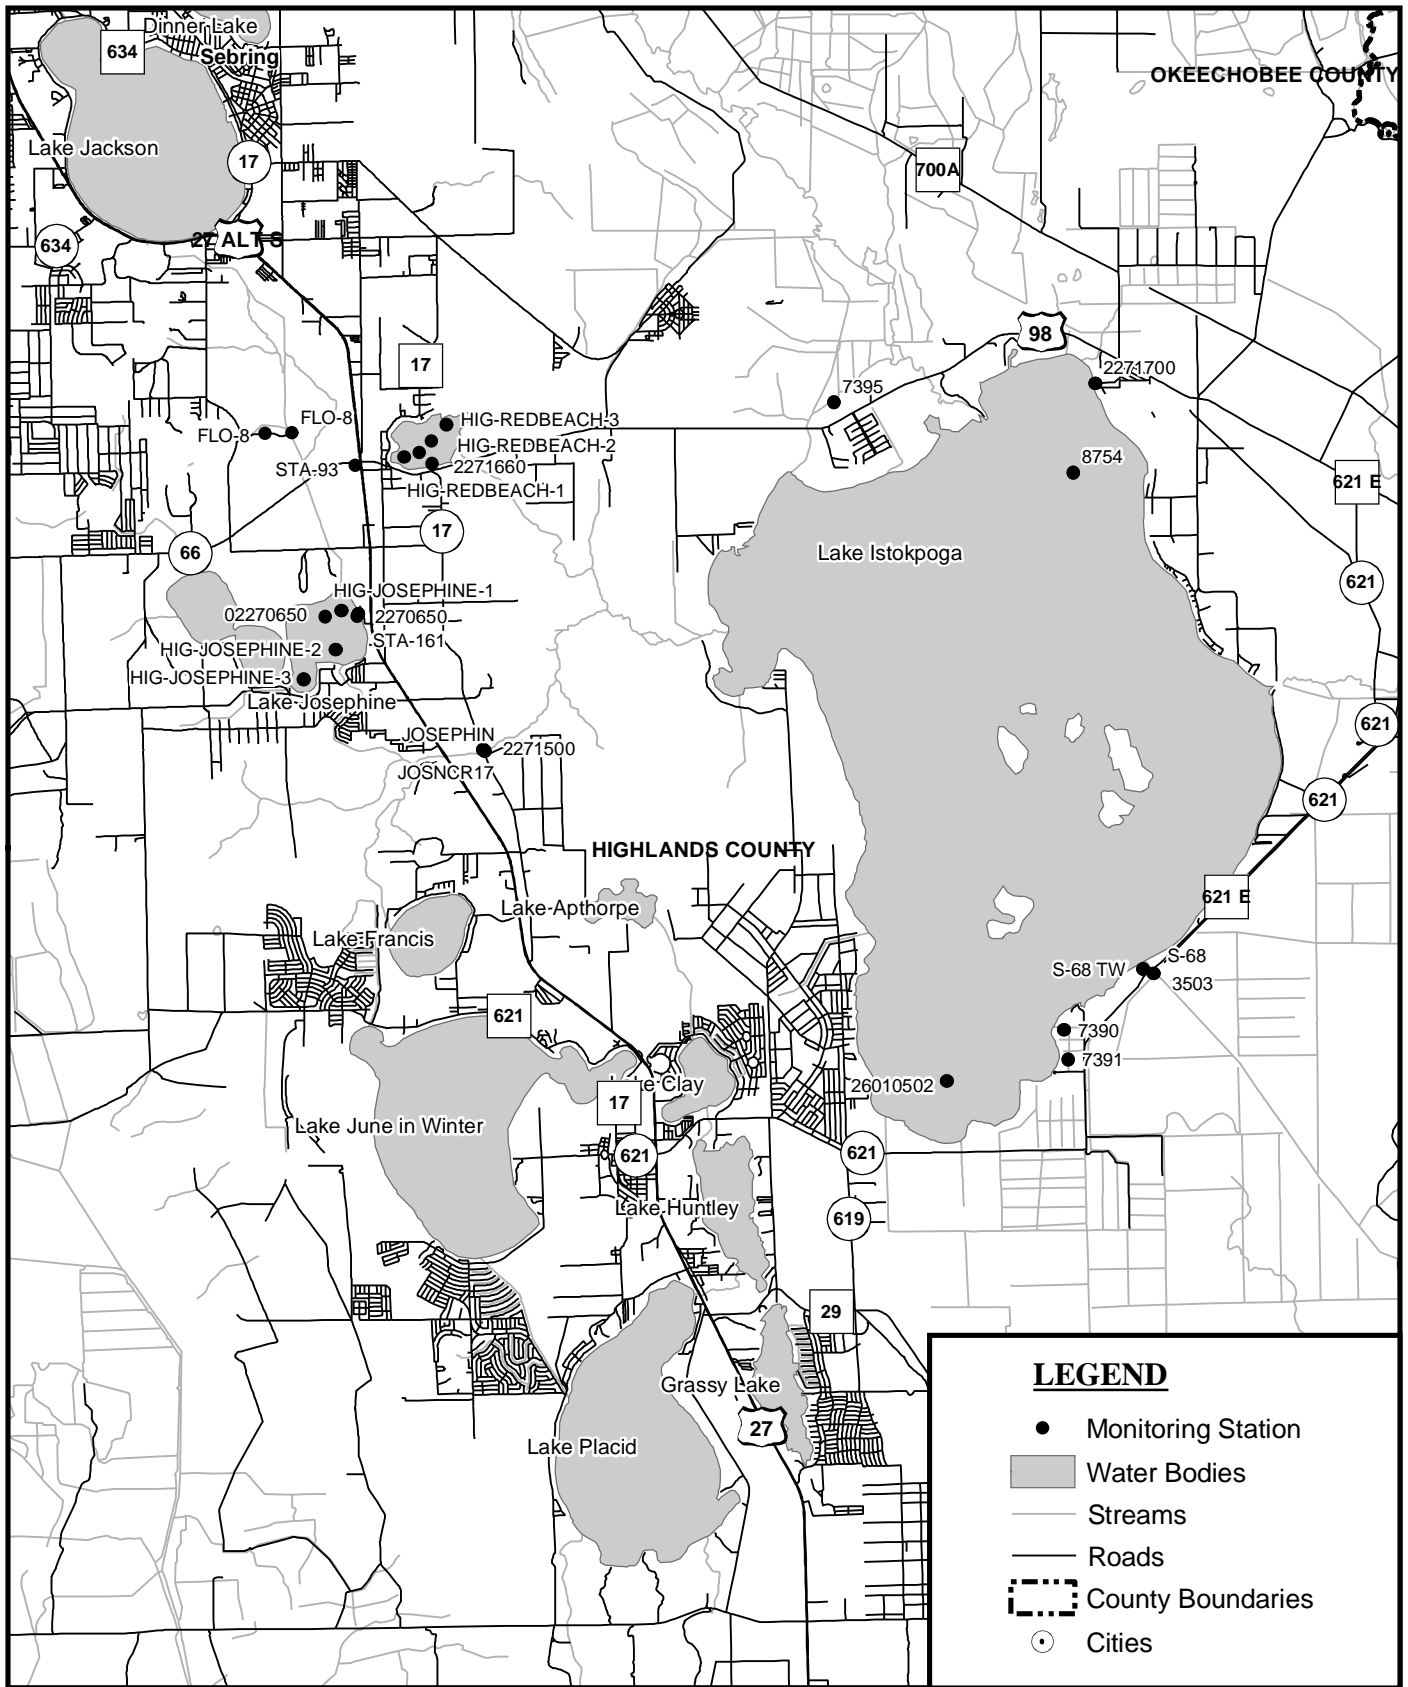 Dinner Lake
634
Sebring
OKEECHOBEE COUNTY
Lake Jackson
17
700A
634
27 ALT S
98
17
2271700
7395
FLO-8
FLO-8
HIG-REDBEACH-3
HIG-REDBEACH-2
STA-93
2271660
8754
HIG-REDBEACH-1
621 E
17
66
Lake Istokpoga
621
HIG-JOSEPHINE-1
02270650
2270650
STA-161
HIG-JOSEPHINE-2
HIG-JOSEPHINE-3
Lake Josephine
621
JOSEPHIN
2271500
JOSNCR17
621
HIGHLANDS COUNTY
621 E
Lake Apthorpe
Lake Francis
S-68
S-68 TW
3503
621
7390
7391
Lake Clay
26010502
17
Lake June in Winter
621
621
Lake Huntley
619
29
Grassy Lake
27
Lake Placid
LEGEND
Monitoring Station
Water Bodies
Streams
Roads
County Boundaries
Cities